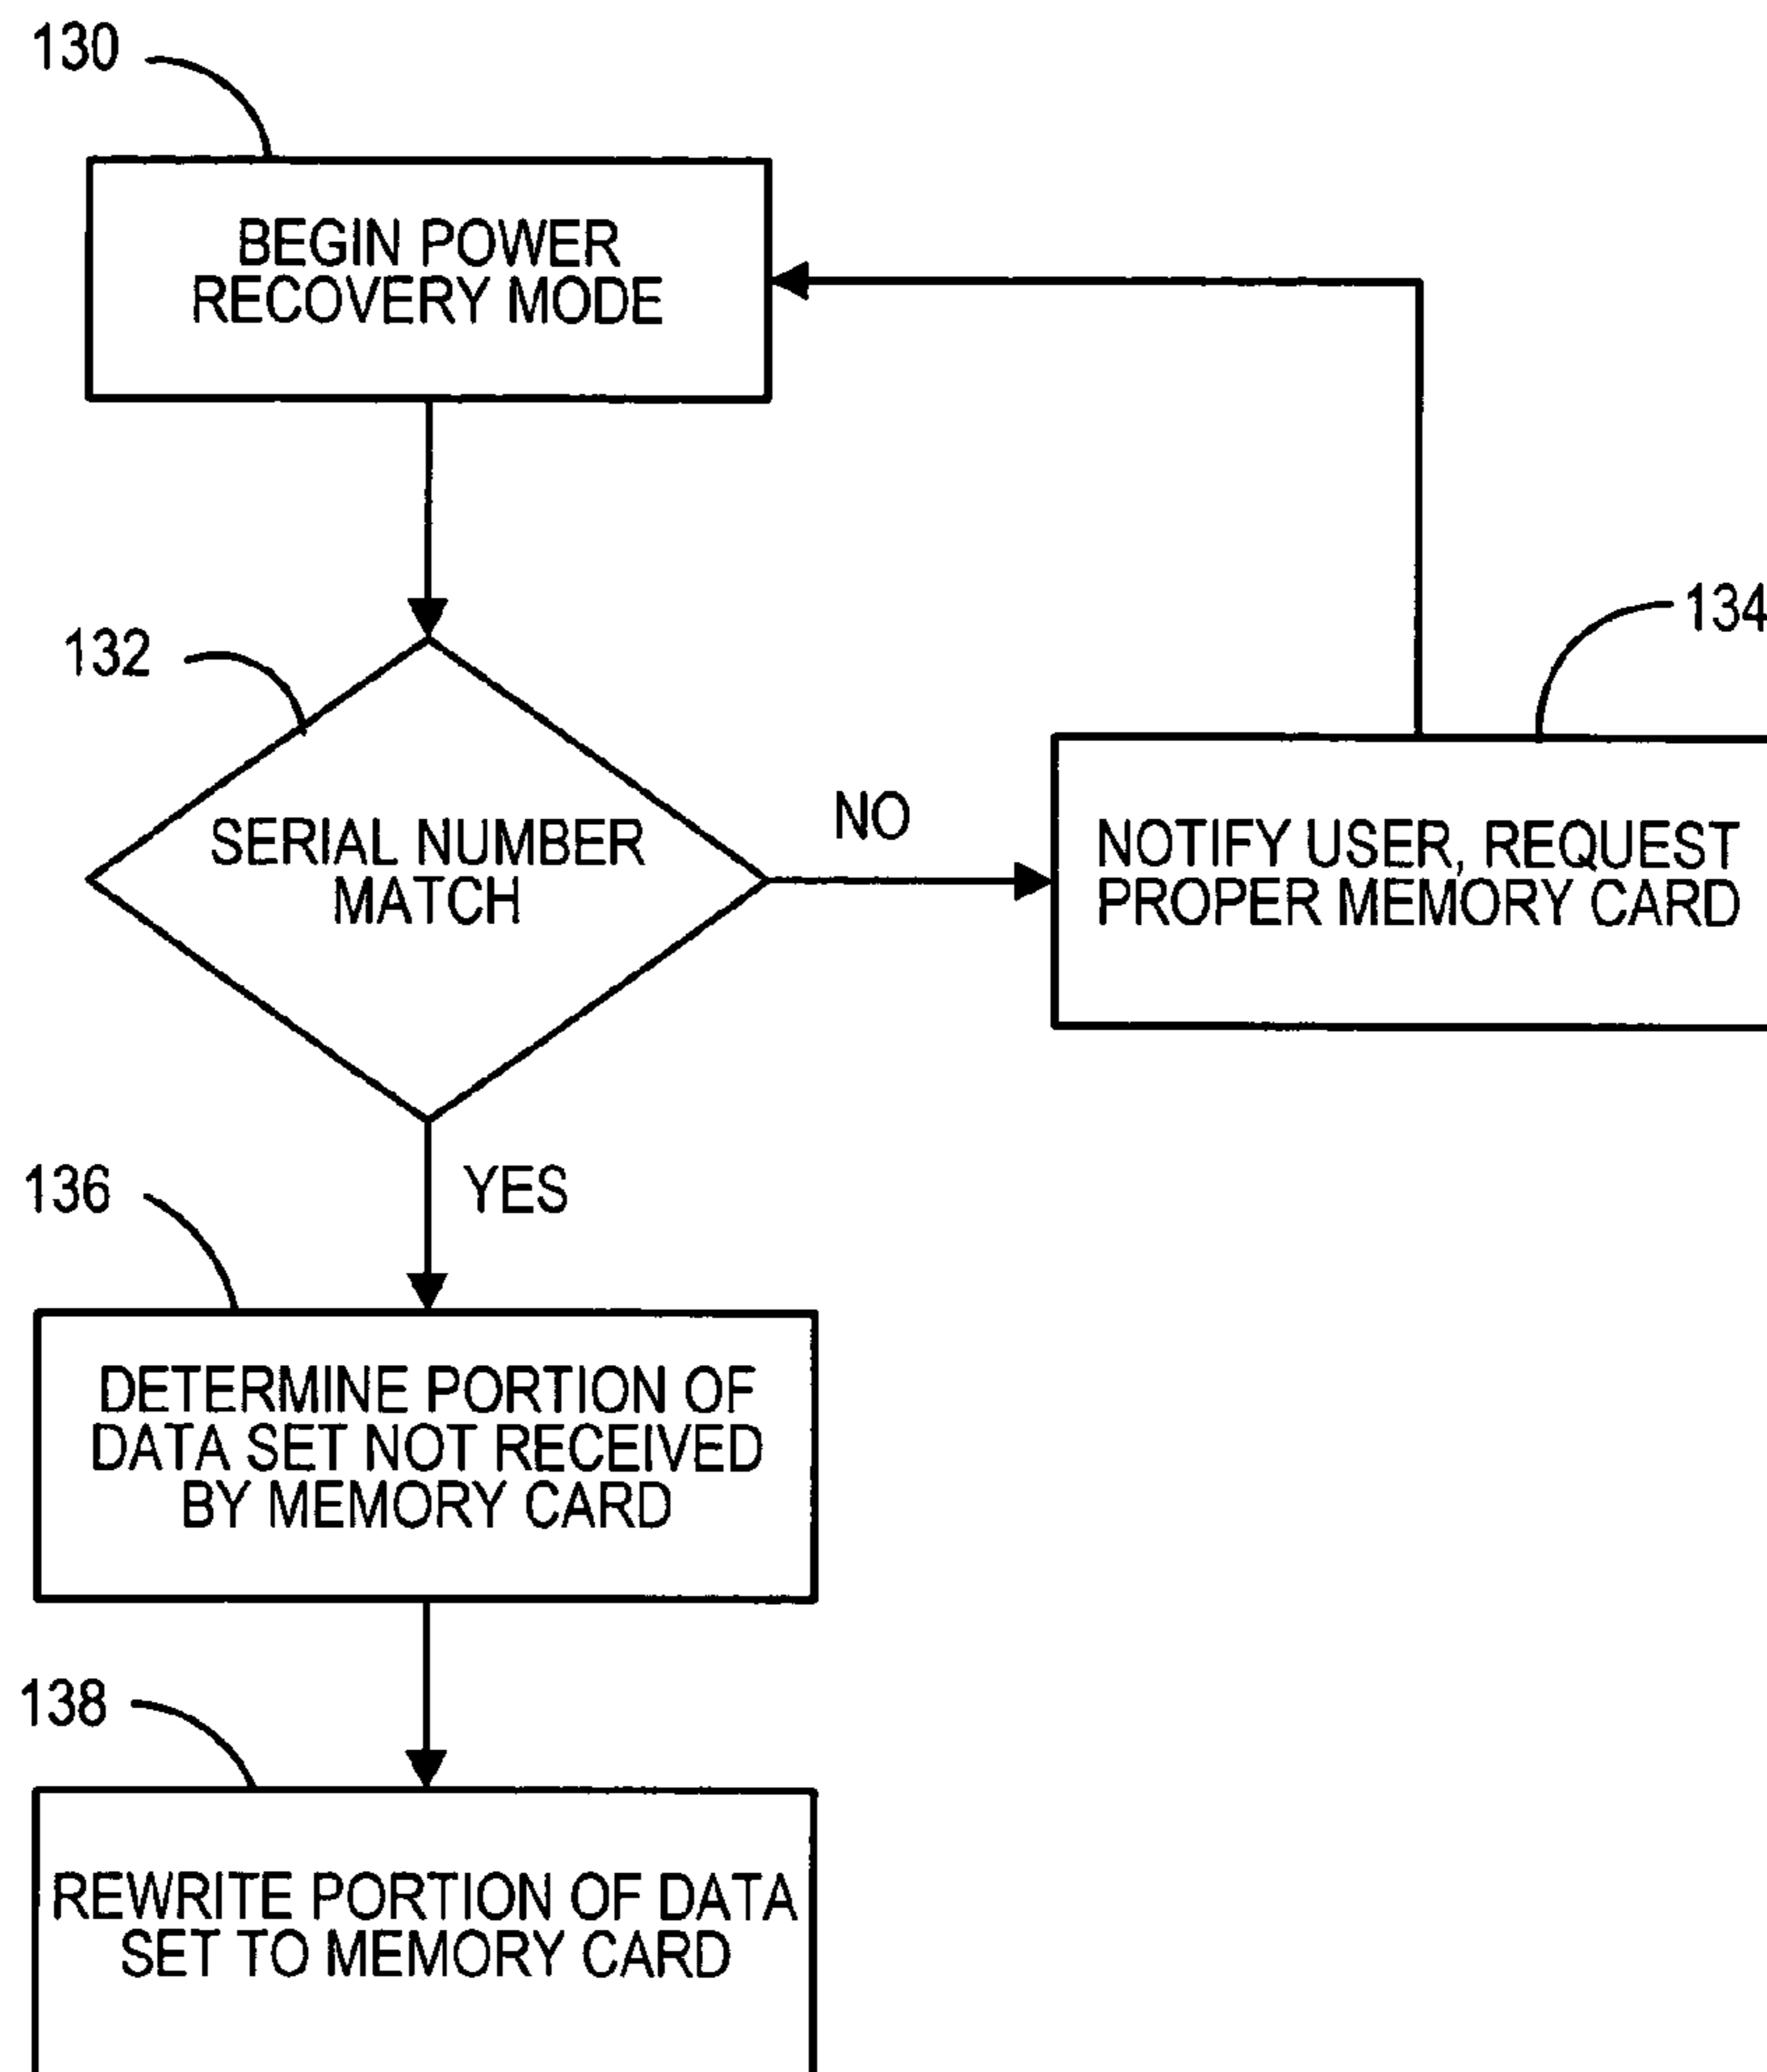 130
BEGIN POWER
RECOVERY MODE
132
134
SERIAL NUMBER
MATCH
NO
NOTIFY USER, REQUEST
PROPER MEMORY CARD
136
YES
DETERMINE PORTION OF
DATA SET NOT RECEIVED
BY MEMORY CARD
138
REWRITE PORTION OF DATA
SET TO MEMORY CARD